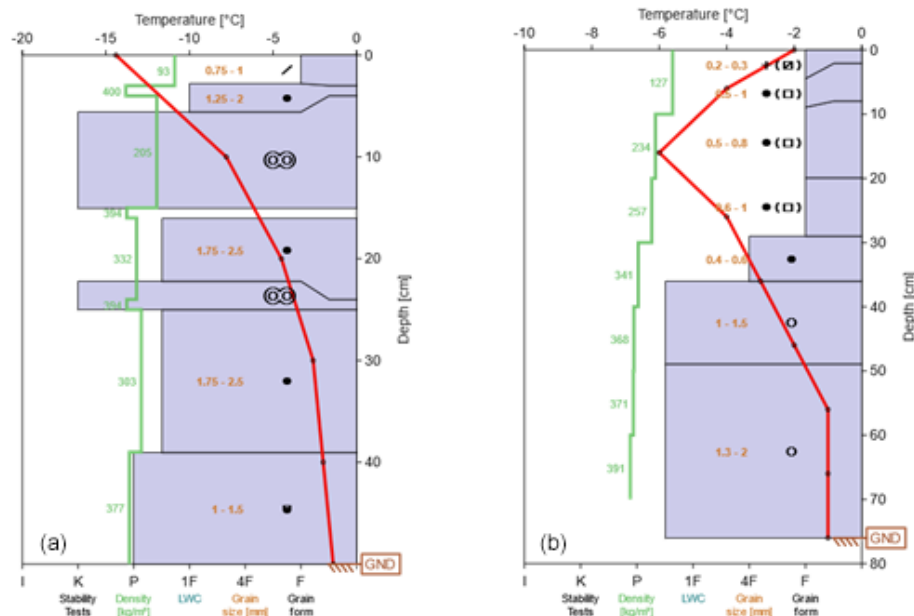 Temperature [°C]
-20 -15 -10 -5 0
0
93
0.75 - 1
400
1.25 - 2
10
205
394
332
1.75 - 2.5
20
394
Depth [cm]
303
1.75 - 2.5
30
40
377
1 - 1.5
(a)
GND
I K P 1F 4F F
Stability Tests
Density [kg/m³]
LWC
Grain size [mm]
Grain form
Temperature [°C]
-10 -8 -6 -4 -2 0
0
0.2 - 0.3
127
0.5 - 1
10
234
0.5 - 0.8
20
257
0.6 - 1
30
341
0.4 - 0.6
40
368
1 - 1.5
Depth [cm]
50
371
60
391
1.3 - 2
70
(b)
GND
80
I K P 1F 4F F
Stability Tests
Density [kg/m³]
LWC
Grain size [mm]
Grain form